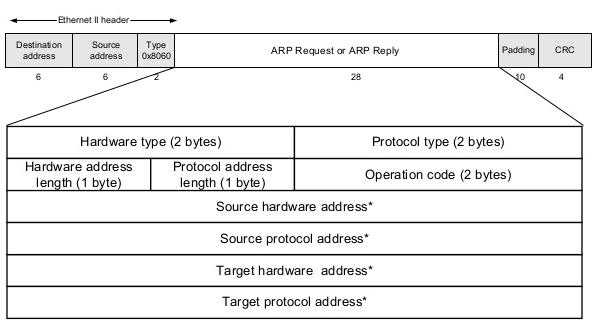 Ethernet II header
Destination address
Source address
Type 0x8060
ARP Request or ARP Reply
Padding
CRC
6
6
2
28
10
4
Hardware type (2 bytes)
Protocol type (2 bytes)
Hardware address length (1 byte)
Protocol address length (1 byte)
Operation code (2 bytes)
Source hardware address*
Source protocol address*
Target hardware  address*
Target protocol address*